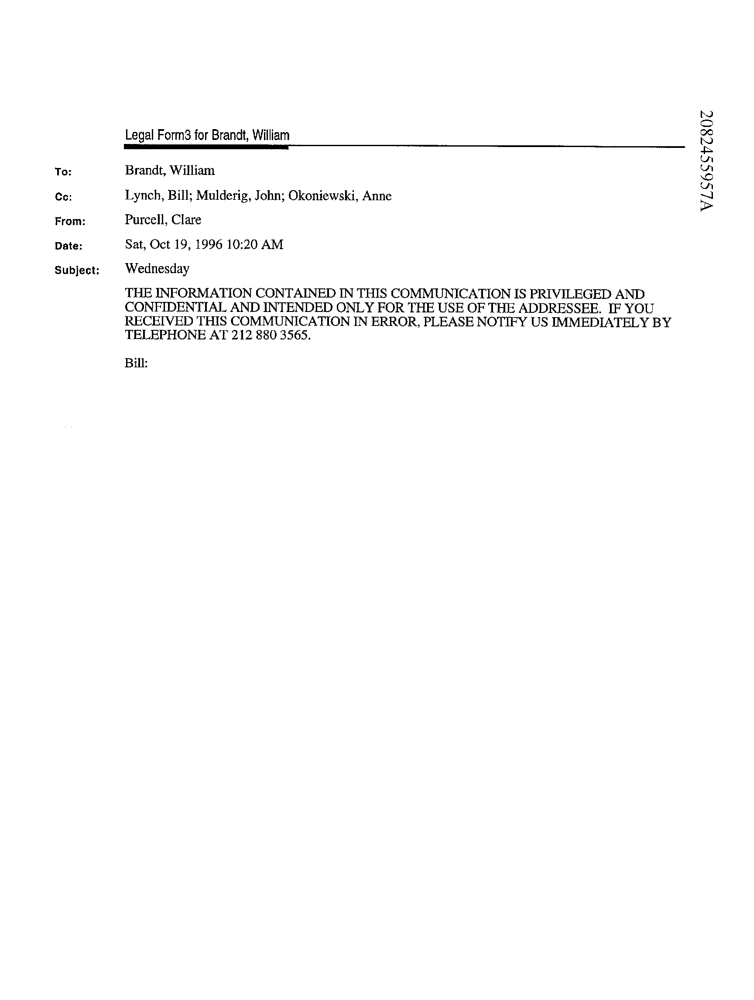 Legal Form3 for Brandt, William
To: Brandt, William
Cc: Lynch, Bill; Mulderig, John; Okoniewski, Anne
From: Purcell, Clare
Date: Sat, Oct 19, 1996 10:20 AM
Subject: Wednesday
THE INFORMATION CONTAINED IN THIS COMMUNICATION IS PRIVILEGED AND
CONFIDENTIAL AND INTENDED ONLY FOR THE USE OF THE ADDRESSEE. IF YOU
RECEIVED THIS COMMUNICATION IN ERROR, PLEASE NOTIFY US IMMEDIATELY BY
TELEPHONE AT 212 880 3565.
Bill:
2082455957A